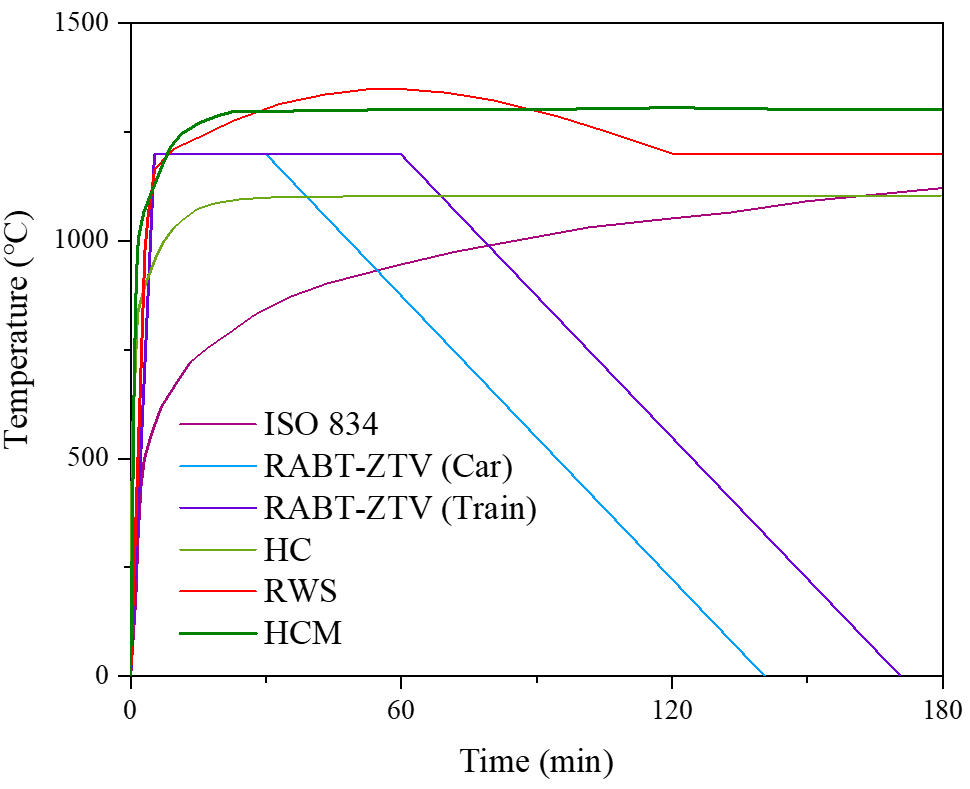 1500
1000
500
0
Temperature (°C)
ISO 834
RABT-ZTV (Car)
RABT-ZTV (Train)
HC
RWS
HCM
0
60
120
180
Time (min)